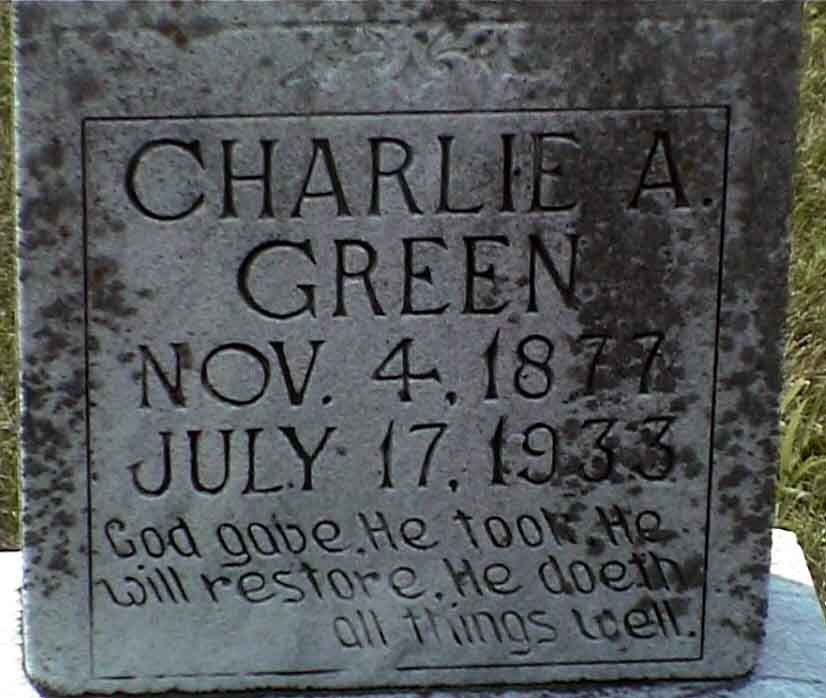 CHARLIE A.
GREEN
NOV. 4, 1877
JULY 17, 1933
God gave, He took, He
will restore, He doeth
all things well.